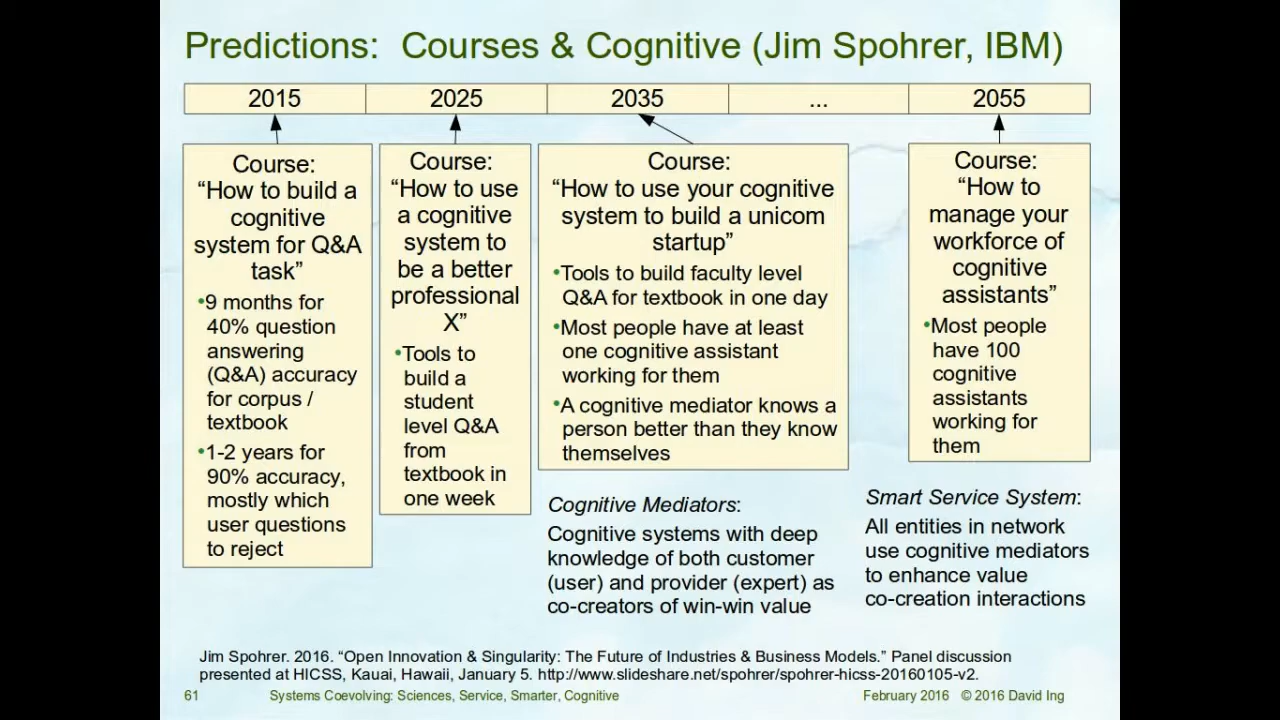 Predictions:  Courses & Cognitive (Jim Spohrer, IBM)
2015
2025
2035
...
2055
Course:
“How to build a
cognitive
system for Q&A
task”
•9 months for
40% question
answering
(Q&A) accuracy
for corpus /
textbook
•1-2 years for
90% accuracy,
mostly which
user questions
to reject
Course:
“How to use
a cognitive
system to
be a better
professional
X”
•Tools to
build a
student
level Q&A
from
textbook in
one week
Course:
“How to use your cognitive
system to build a unicom
startup”
•Tools to build faculty level
Q&A for textbook in one day
•Most people have at least
one cognitive assistant
working for them
•A cognitive mediator knows a
person better than they know
themselves
Course:
“How to
manage your
workforce of
cognitive
assistants”
•Most people
have 100
cognitive
assistants
working for
them
Cognitive Mediators:
Cognitive systems with deep
knowledge of both customer
(user) and provider (expert) as
co-creators of win-win value
Smart Service System:
All entities in network
use cognitive mediators
to enhance value
co-creation interactions
Jim Spohrer. 2016. “Open Innovation & Singularity: The Future of Industries & Business Models.” Panel discussion
presented at HICSS, Kauai, Hawaii, January 5. http://www.slideshare.net/spohrer/spohrer-hicss-20160105-v2.
61
Systems Coevolving: Sciences, Service, Smarter, Cognitive
February 2016
© 2016 David Ing